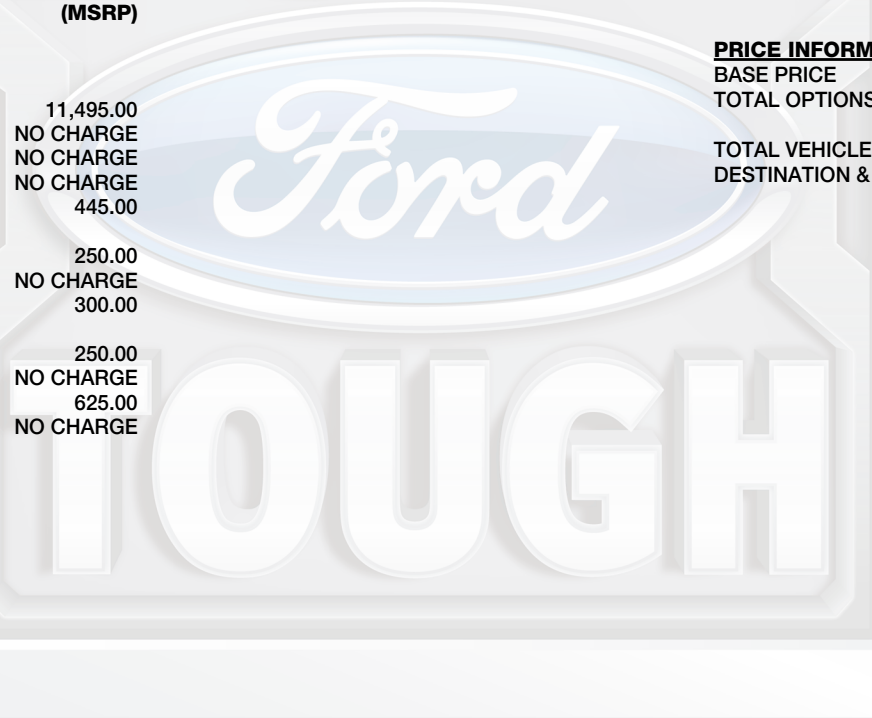 (MSRP)
11,495.00
NO CHARGE
NO CHARGE
NO CHARGE
445.00
250.00
NO CHARGE
300.00
250.00
NO CHARGE
625.00
NO CHARGE
PRICE INFORM
BASE PRICE
TOTAL OPTIONS
TOTAL VEHICLE
DESTINATION &
Ford
TOUGH